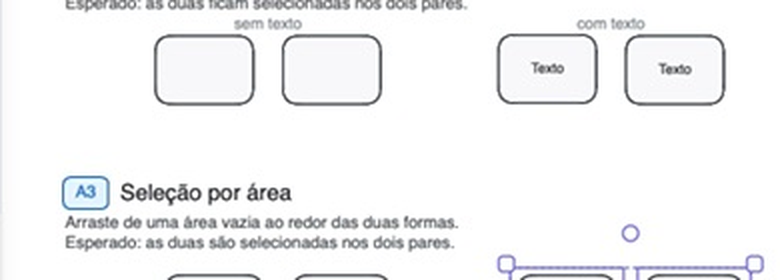 Esperado: as duas ficam selecionadas nos dois pares.
sem texto
com texto
Texto
Texto
A3
Seleção por área
Arraste de uma área vazia ao redor das duas formas.
Esperado: as duas são selecionadas nos dois pares.